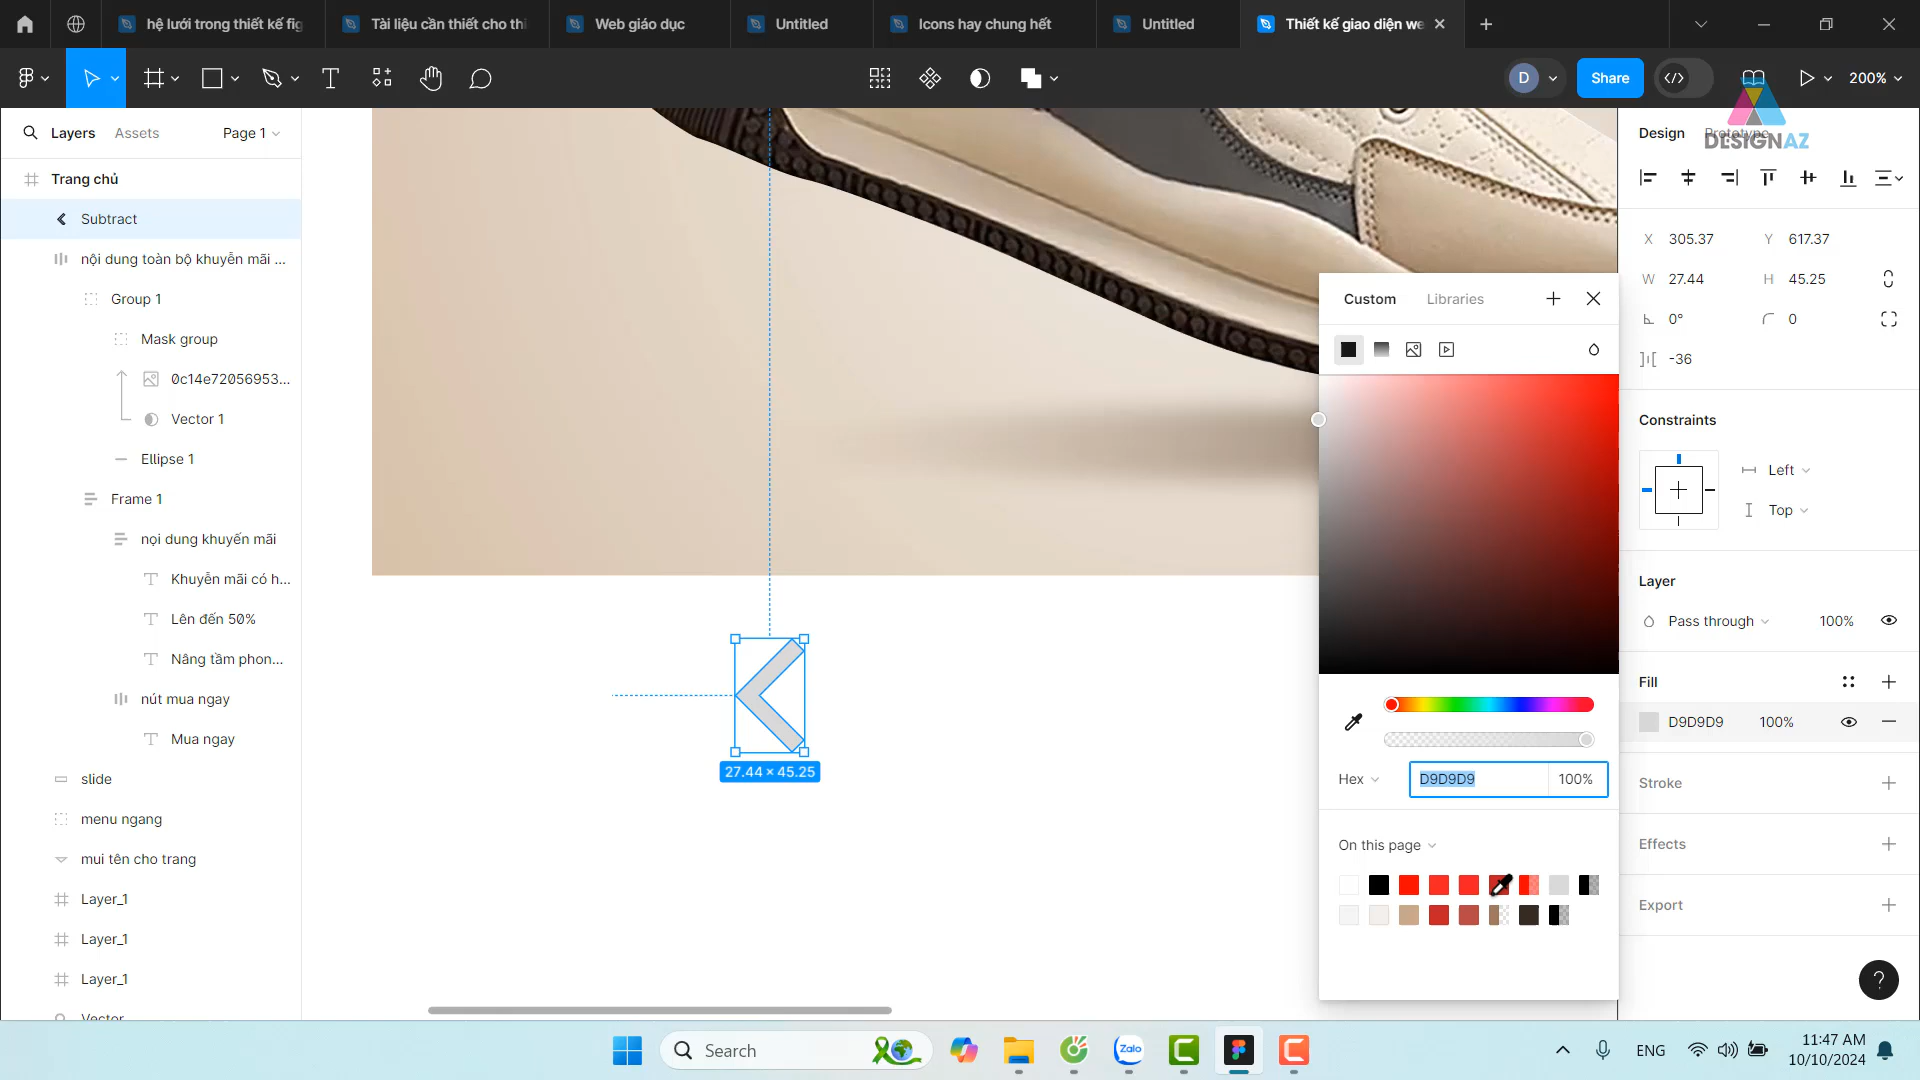 hệ lưới trong thiết kế fig
Tài liệu cần thiết cho thi
Web giáo dục
Untitled
Icons hay chung hết
Untitled
Thiết kế giao diện we
D
Share
200%
Layers
Assets
Page 1
Design
Prototype
DESIGNAZ
Trang chủ
Subtract
nội dung toàn bộ khuyễn mãi ...
Group 1
Mask group
0c14e72056953...
Vector 1
Ellipse 1
Frame 1
nọi dung khuyến mãi
Khuyễn mãi có h...
Lên đến 50%
Nâng tầm phon...
nút mua ngay
Mua ngay
slide
menu ngang
mui tên cho trang
Layer_1
Layer_1
Layer_1
Vector
27.44 × 45.25
Custom
Libraries
Hex
D9D9D9
100%
On this page
X 305.37
Y 617.37
W 27.44
H 45.25
0°
0
-36
Constraints
Left
Top
Layer
Pass through
100%
Fill
D9D9D9
100%
Stroke
Effects
Export
?
Search
Zalo
ENG
11:47 AM
10/10/2024